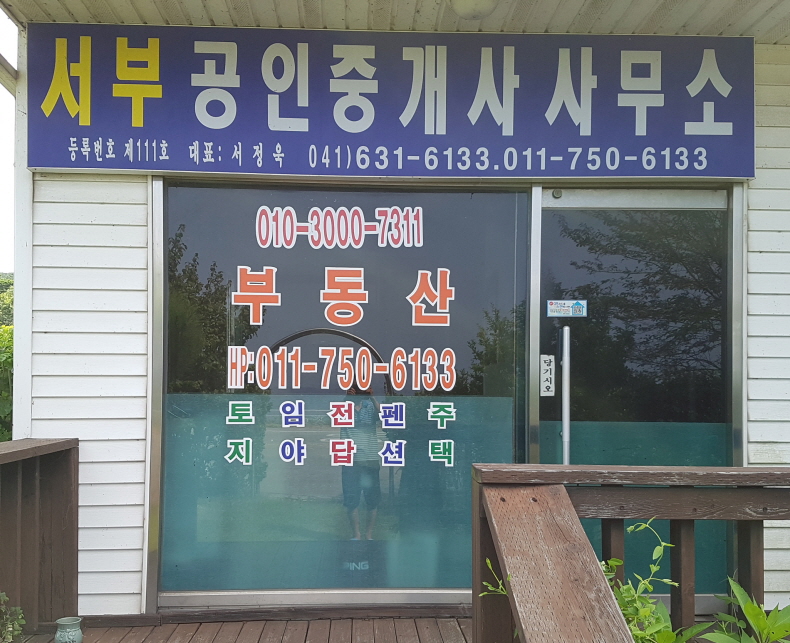 서부 공인중개사사무소
등록번호 제111호 대표: 서정옥 041)631-6133.011-750-6133
010-3000-7311
부동산
HP:011-750-6133
토임전펜주
지야답션택
당기시오
PING